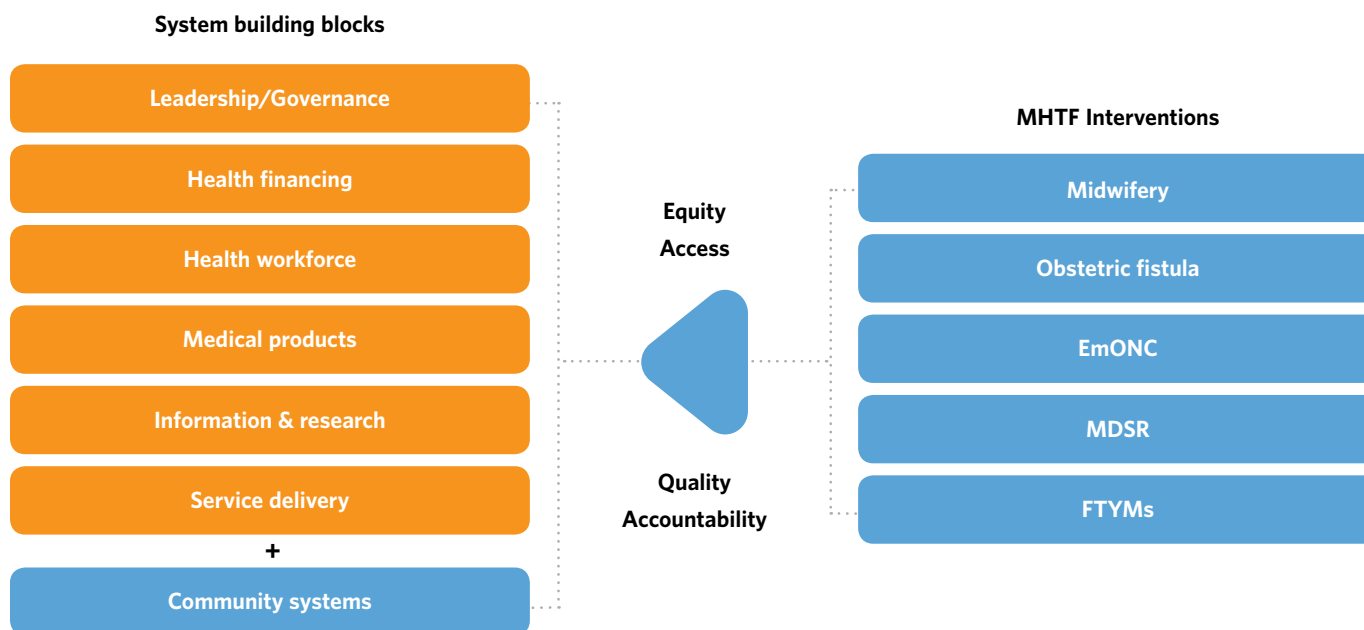 System building blocks
Leadership/Governance
Health financing
Health workforce
Medical products
Information & research
Service delivery
+
Community systems
Equity
Access
Quality
Accountability
MHTF Interventions
Midwifery
Obstetric fistula
EmONC
MDSR
FTYMs